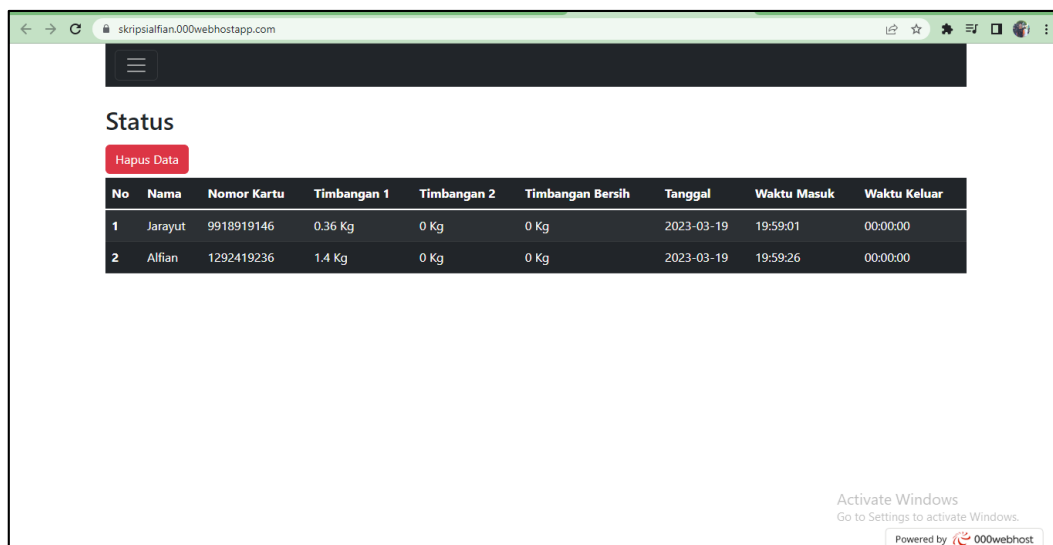 skripsialfian.000webhostapp.com
Status
Hapus Data
No Nama Nomor Kartu Timbangan 1 Timbangan 2 Timbangan Bersih Tanggal Waktu Masuk Waktu Keluar
1 Jarayut 9918919146 0.36 Kg 0 Kg 0 Kg 2023-03-19 19:59:01 00:00:00
2 Alfian 1292419236 1.4 Kg 0 Kg 0 Kg 2023-03-19 19:59:26 00:00:00
Activate Windows
Go to Settings to activate Windows.
Powered by 000webhost